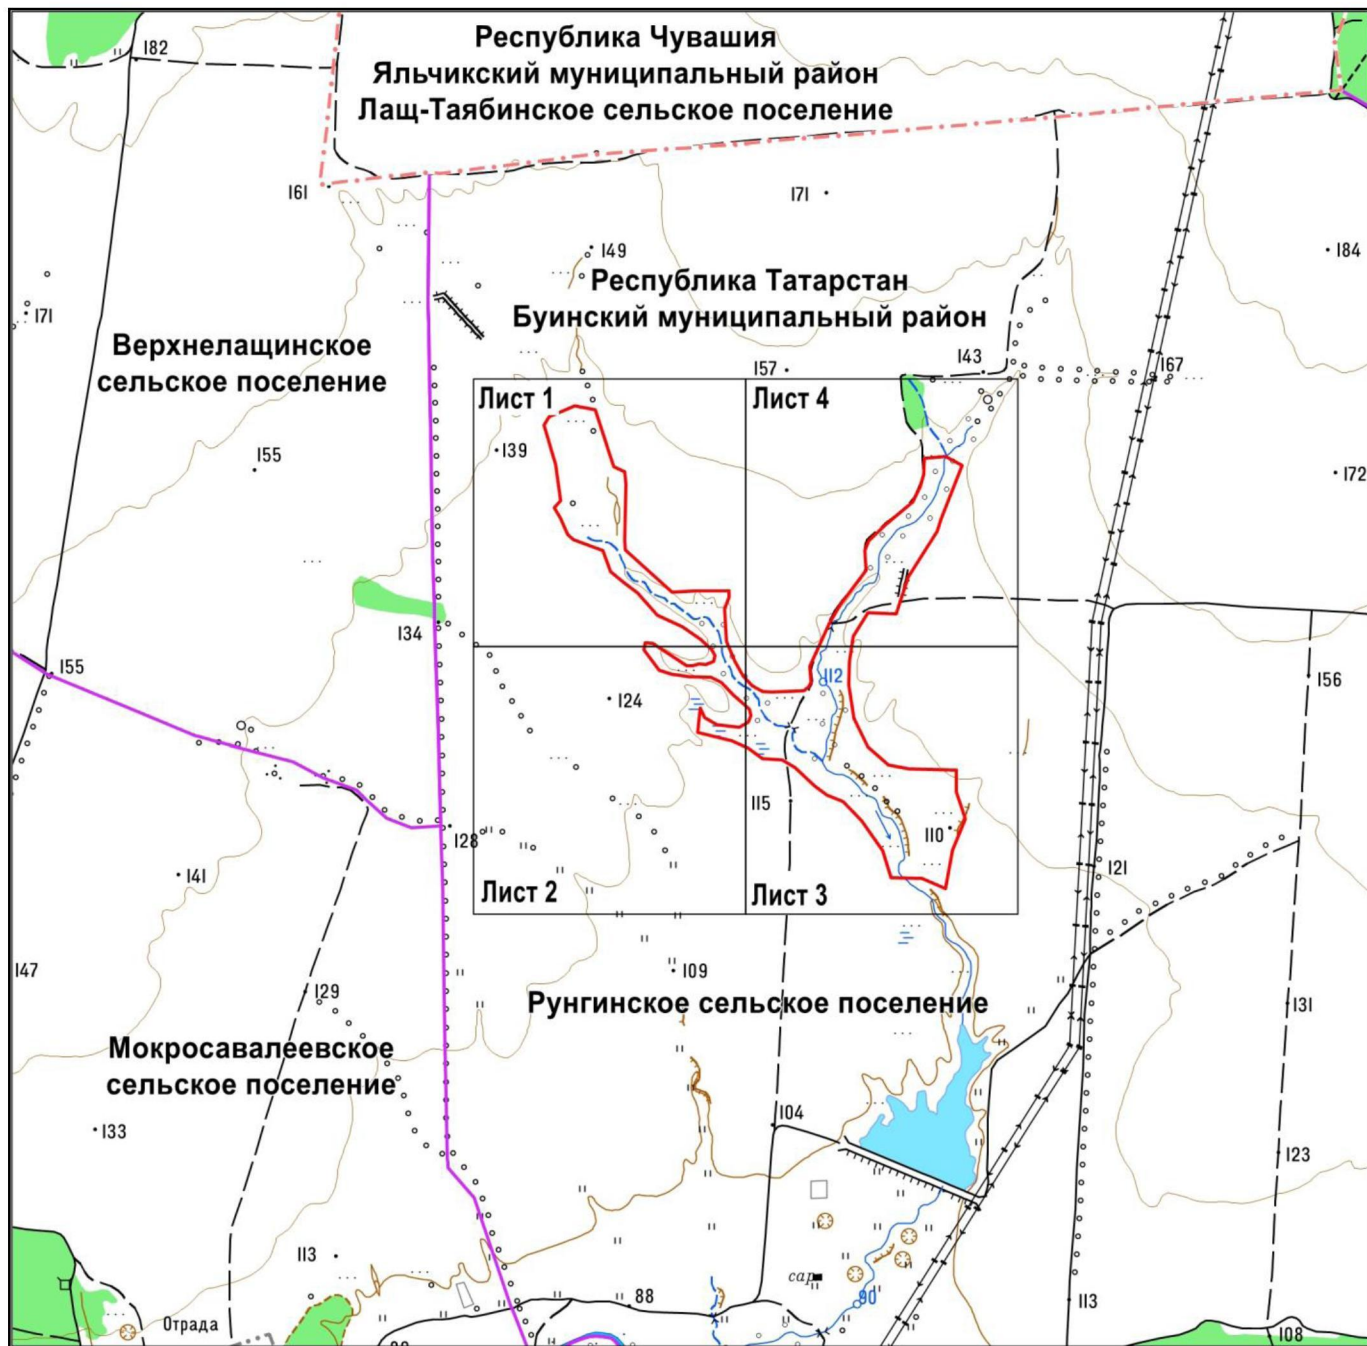 Республика Чувашия
Яльчикский муниципальный район
Лащ-Таябинское сельское поселение
182
161
171
149
184
Республика Татарстан
Буинский муниципальный район
171
Верхнелащинское
сельское поселение
157
143
167
Лист 1
Лист 4
139
155
172
134
155
112
156
124
115
128
110
121
141
Лист 2
Лист 3
147
109
129
Рунгинское сельское поселение
131
Мокросавалеевское
сельское поселение
133
104
123
113
сар
88
90
113
Отрада
108